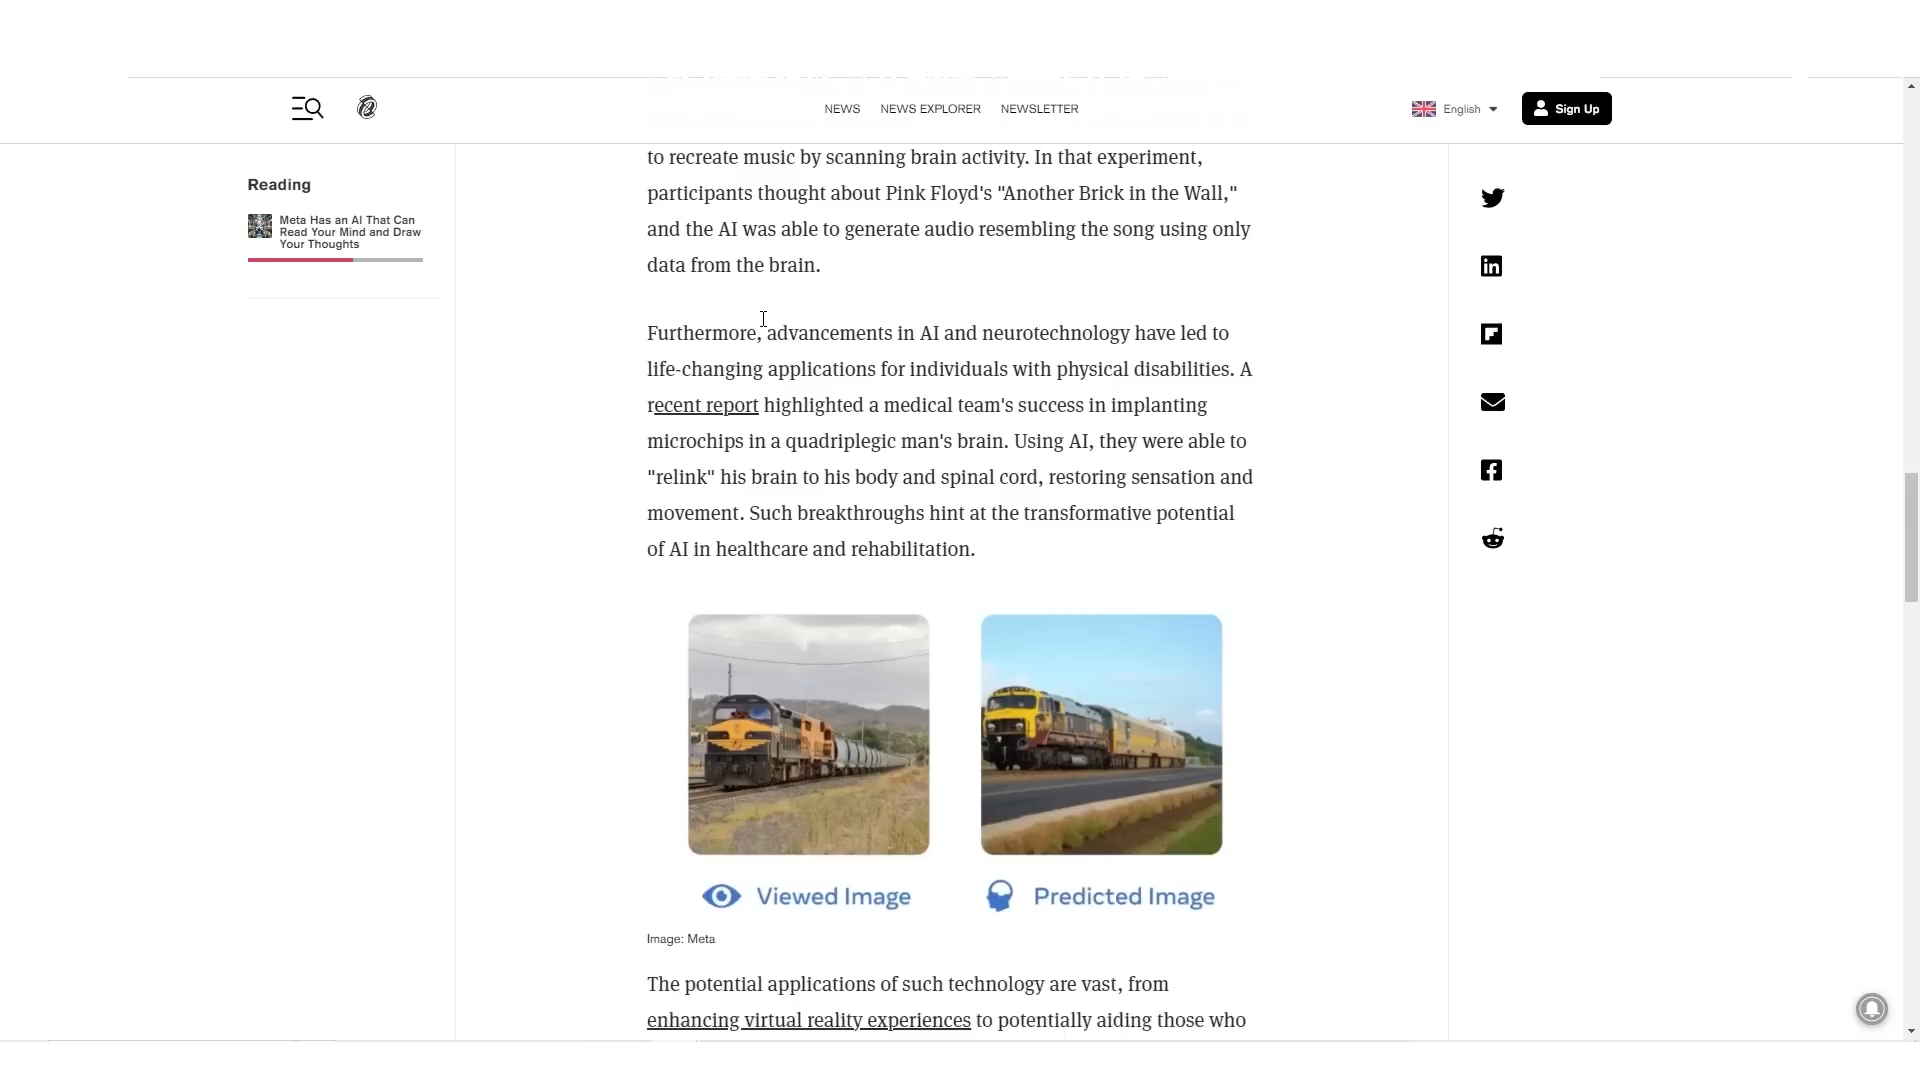 NEWS
NEWS EXPLORER
NEWSLETTER
English
Sign Up
Reading
Meta Has an AI That Can
Read Your Mind and Draw
Your Thoughts
to recreate music by scanning brain activity. In that experiment,
participants thought about Pink Floyd's "Another Brick in the Wall,"
and the AI was able to generate audio resembling the song using only
data from the brain.
Furthermore, advancements in AI and neurotechnology have led to
life-changing applications for individuals with physical disabilities. A
recent report highlighted a medical team's success in implanting
microchips in a quadriplegic man's brain. Using AI, they were able to
"relink" his brain to his body and spinal cord, restoring sensation and
movement. Such breakthroughs hint at the transformative potential
of AI in healthcare and rehabilitation.
Viewed Image
Predicted Image
Image: Meta
The potential applications of such technology are vast, from
enhancing virtual reality experiences to potentially aiding those who